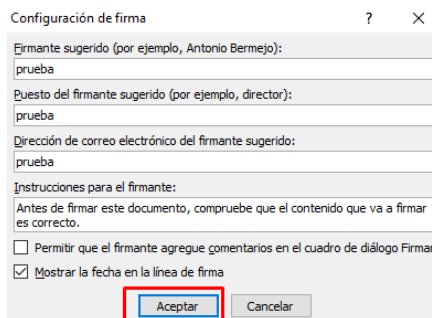 Configuración de firma ? ×
Firmante sugerido (por ejemplo, Antonio Bermejo):
prueba
Puesto del firmante sugerido (por ejemplo, director):
prueba
Dirección de correo electrónico del firmante sugerido:
prueba
Instrucciones para el firmante:
Antes de firmar este documento, compruebe que el contenido que va a firmar
es correcto.
Permitir que el firmante agregue comentarios en el cuadro de diálogo Firmar
Mostrar la fecha en la línea de firma
Aceptar Cancelar